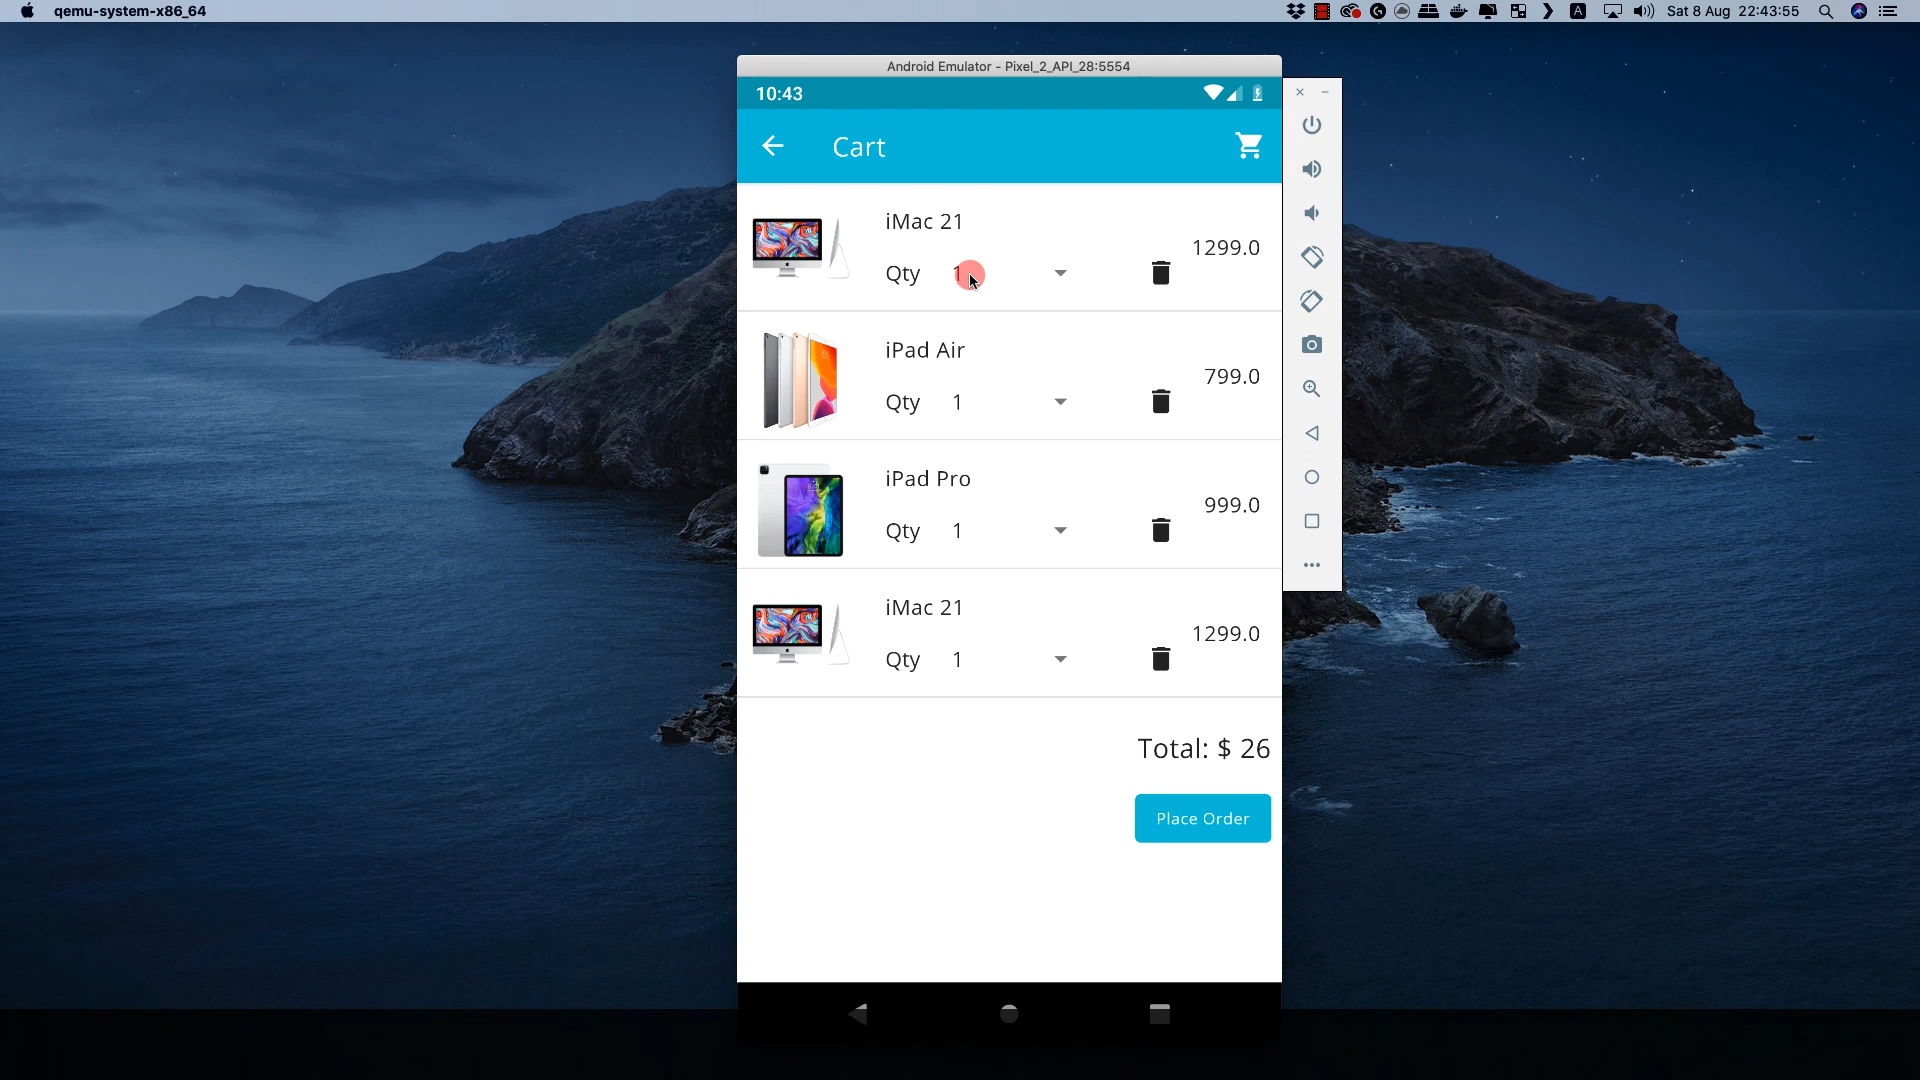 qemu-system-x86_64
Sat 8 Aug 22:43:55
Android Emulator - Pixel_2_API_28:5554
10:43
Cart
iMac 21
Qty 1
1299.0
iPad Air
Qty 1
799.0
iPad Pro
Qty 1
999.0
iMac 21
Qty 1
1299.0
Total: $ 26
Place Order